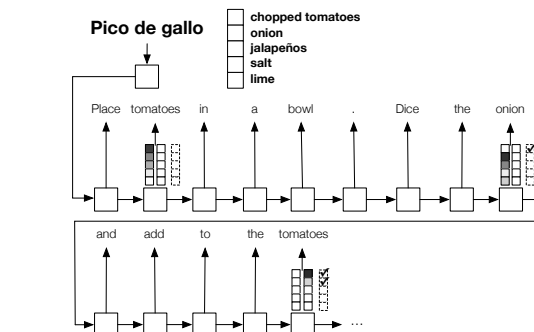 Pico de gallo
chopped tomatoes
onion
jalapeños
salt
lime
Place tomatoes in a bowl . Dice the onion
and add to the tomatoes
...